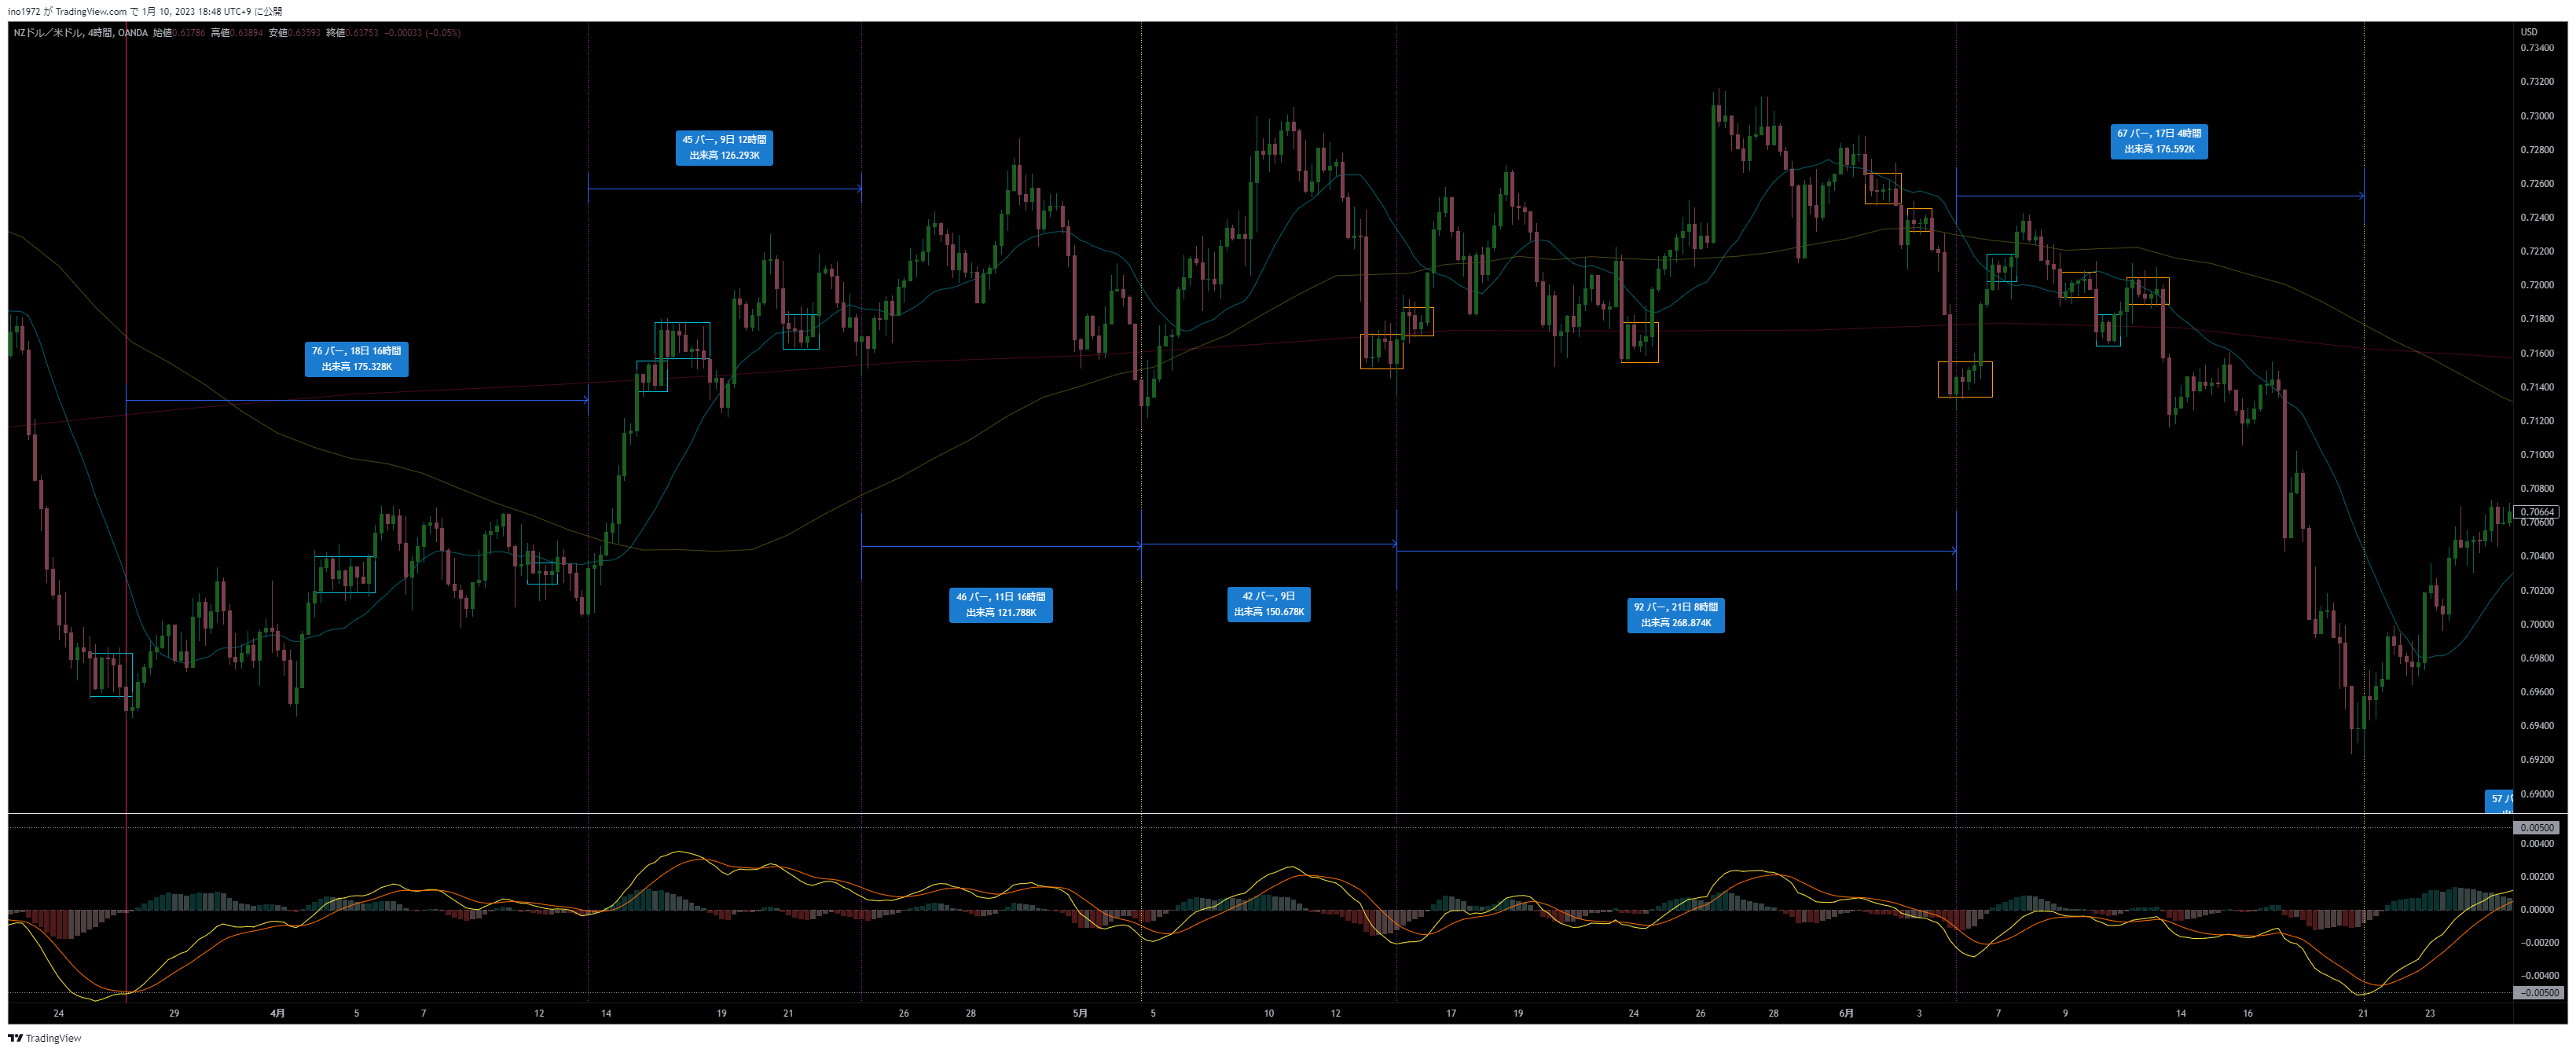 ino1972 が TradingView.com で 1月 10, 2023 18:48 UTC+9 に公開
NZドル／米ドル, 4時間, OANDA 始値0.63786 高値0.63894 安値0.63593 終値0.63753 −0.00033 (−0.05%)
USD
0.73400
0.73200
0.73000
0.72800
0.72600
0.72400
0.72200
0.72000
0.71800
0.71600
0.71400
0.71200
0.71000
0.70800
0.70664
0.70600
0.70400
0.70200
0.70000
0.69800
0.69600
0.69400
0.69200
0.69000
76 バー, 18日 16時間
出来高 175.328K
45 バー, 9日 12時間
出来高 126.293K
46 バー, 11日 16時間
出来高 121.788K
42 バー, 9日
出来高 150.678K
92 バー, 21日 8時間
出来高 268.874K
67 バー, 17日 4時間
出来高 176.592K
57
0.00500
0.00400
0.00200
0.00000
−0.00200
−0.00400
−0.00500
24 29 4月 5 7 12 14 19 21 26 28 5月 5 10 12 17 19 24 26 28 6月 3 7 9 14 16 21 23
TradingView